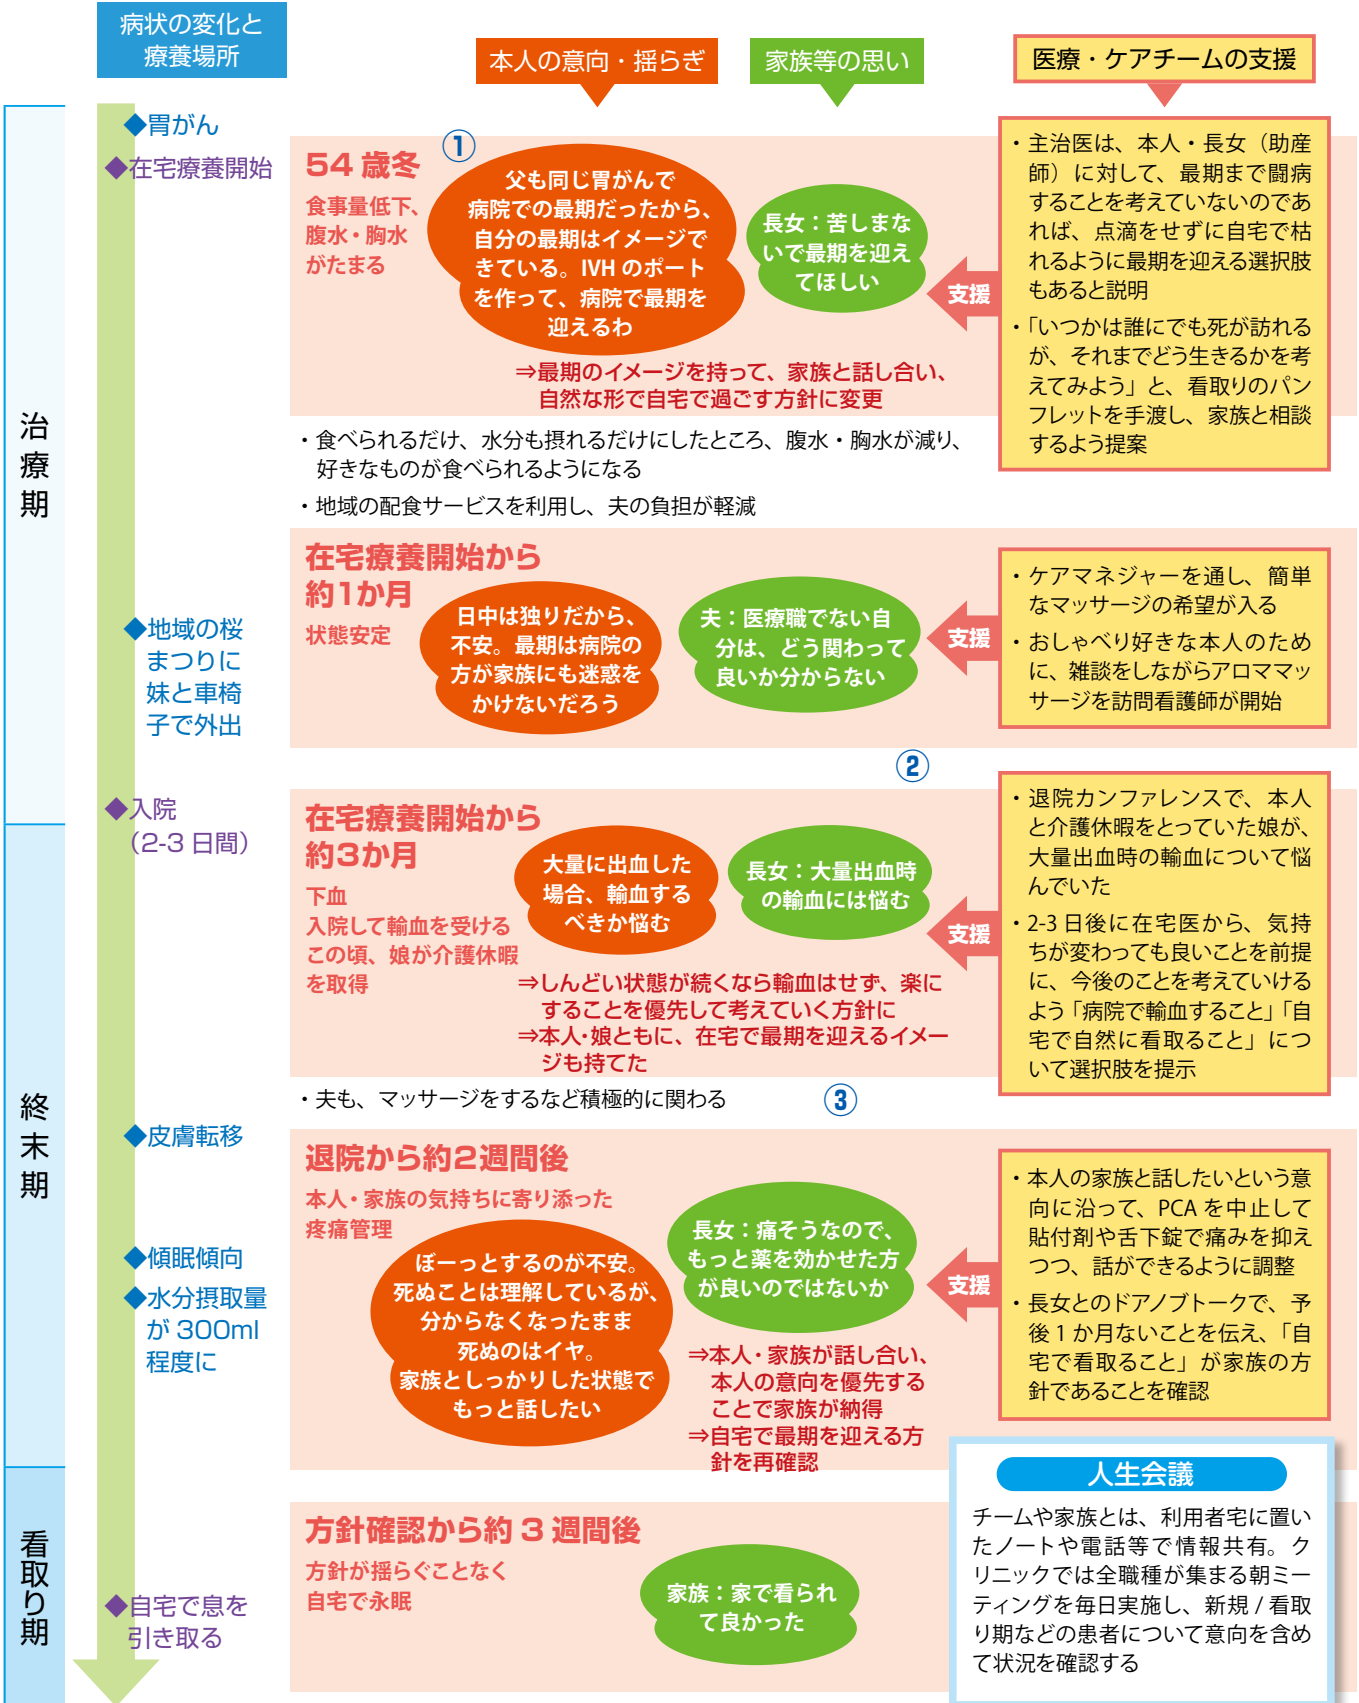 病状の変化と
療養場所
本人の意向・揺らぎ
家族等の思い
医療・ケアチームの支援
治療期
終末期
看取り期
◆胃がん
◆在宅療養開始
①
54 歳冬
食事量低下、
腹水・胸水
がたまる
父も同じ胃がんで
病院での最期だったから、
自分の最期はイメージで
きている。IVH のポート
を作って、病院で最期を
迎えるわ
長女：苦しまな
いで最期を迎え
てほしい
支援
・主治医は、本人・長女（助産
師）に対して、最期まで闘病
することを考えていないのであ
れば、点滴をせずに自宅で枯
れるように最期を迎える選択肢
もあると説明
・「いつかは誰にでも死が訪れる
が、それまでどう生きるかを考
えてみよう」と、看取りのパン
フレットを手渡し、家族と相談
するよう提案
⇒最期のイメージを持って、家族と話し合い、
自然な形で自宅で過ごす方針に変更
・食べられるだけ、水分も摂れるだけにしたところ、腹水・胸水が減り、
好きなものが食べられるようになる
・地域の配食サービスを利用し、夫の負担が軽減
◆地域の桜
まつりに
妹と車椅
子で外出
在宅療養開始から
約1か月
状態安定
日中は独りだから、
不安。最期は病院の
方が家族にも迷惑を
かけないだろう
夫：医療職でない自
分は、どう関わって
良いか分からない
支援
・ケアマネジャーを通し、簡単
なマッサージの希望が入る
・おしゃべり好きな本人のため
に、雑談をしながらアロママッ
サージを訪問看護師が開始
②
◆入院
（2-3 日間）
在宅療養開始から
約3か月
下血
入院して輸血を受ける
この頃、娘が介護休暇
を取得
大量に出血した
場合、輸血する
べきか悩む
長女：大量出血時
の輸血には悩む
支援
・退院カンファレンスで、本人
と介護休暇をとっていた娘が、
大量出血時の輸血について悩
んでいた
・2-3 日後に在宅医から、気持
ちが変わっても良いことを前提
に、今後のことを考えていける
よう「病院で輸血すること」「自
宅で自然に看取ること」につ
いて選択肢を提示
⇒しんどい状態が続くなら輸血はせず、楽に
することを優先して考えていく方針に
⇒本人・娘ともに、在宅で最期を迎えるイメー
ジも持てた
・夫も、マッサージをするなど積極的に関わる
③
◆皮膚転移
◆傾眠傾向
◆水分摂取量
が 300ml
程度に
退院から約2週間後
本人・家族の気持ちに寄り添った
疼痛管理
ぼーっとするのが不安。
死ぬことは理解しているが、
分からなくなったまま
死ぬのはイヤ。
家族としっかりした状態で
もっと話したい
長女：痛そうなので、
もっと薬を効かせた方
が良いのではないか
支援
・本人の家族と話したいという意
向に沿って、PCA を中止して
貼付剤や舌下錠で痛みを抑え
つつ、話ができるように調整
・長女とのドアノブトークで、予
後 1 か月ないことを伝え、「自
宅で看取ること」が家族の方
針であることを確認
⇒本人・家族が話し合い、
本人の意向を優先する
ことで家族が納得
⇒自宅で最期を迎える方
針を再確認
◆自宅で息を
引き取る
方針確認から約 3 週間後
方針が揺らぐことなく
自宅で永眠
家族：家で看られ
て良かった
人生会議
チームや家族とは、利用者宅に置い
たノートや電話等で情報共有。ク
リニックでは全職種が集まる朝ミー
ティングを毎日実施し、新規 / 看取
り期などの患者について意向を含め
て状況を確認する